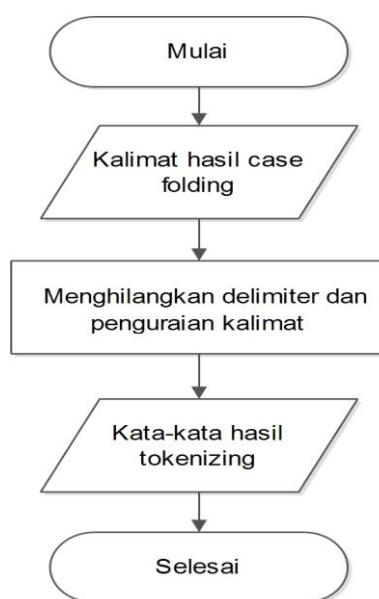 Mulai
Kalimat hasil case
folding
Menghilangkan delimiter dan
penguraian kalimat
Kata-kata hasil
tokenizing
Selesai